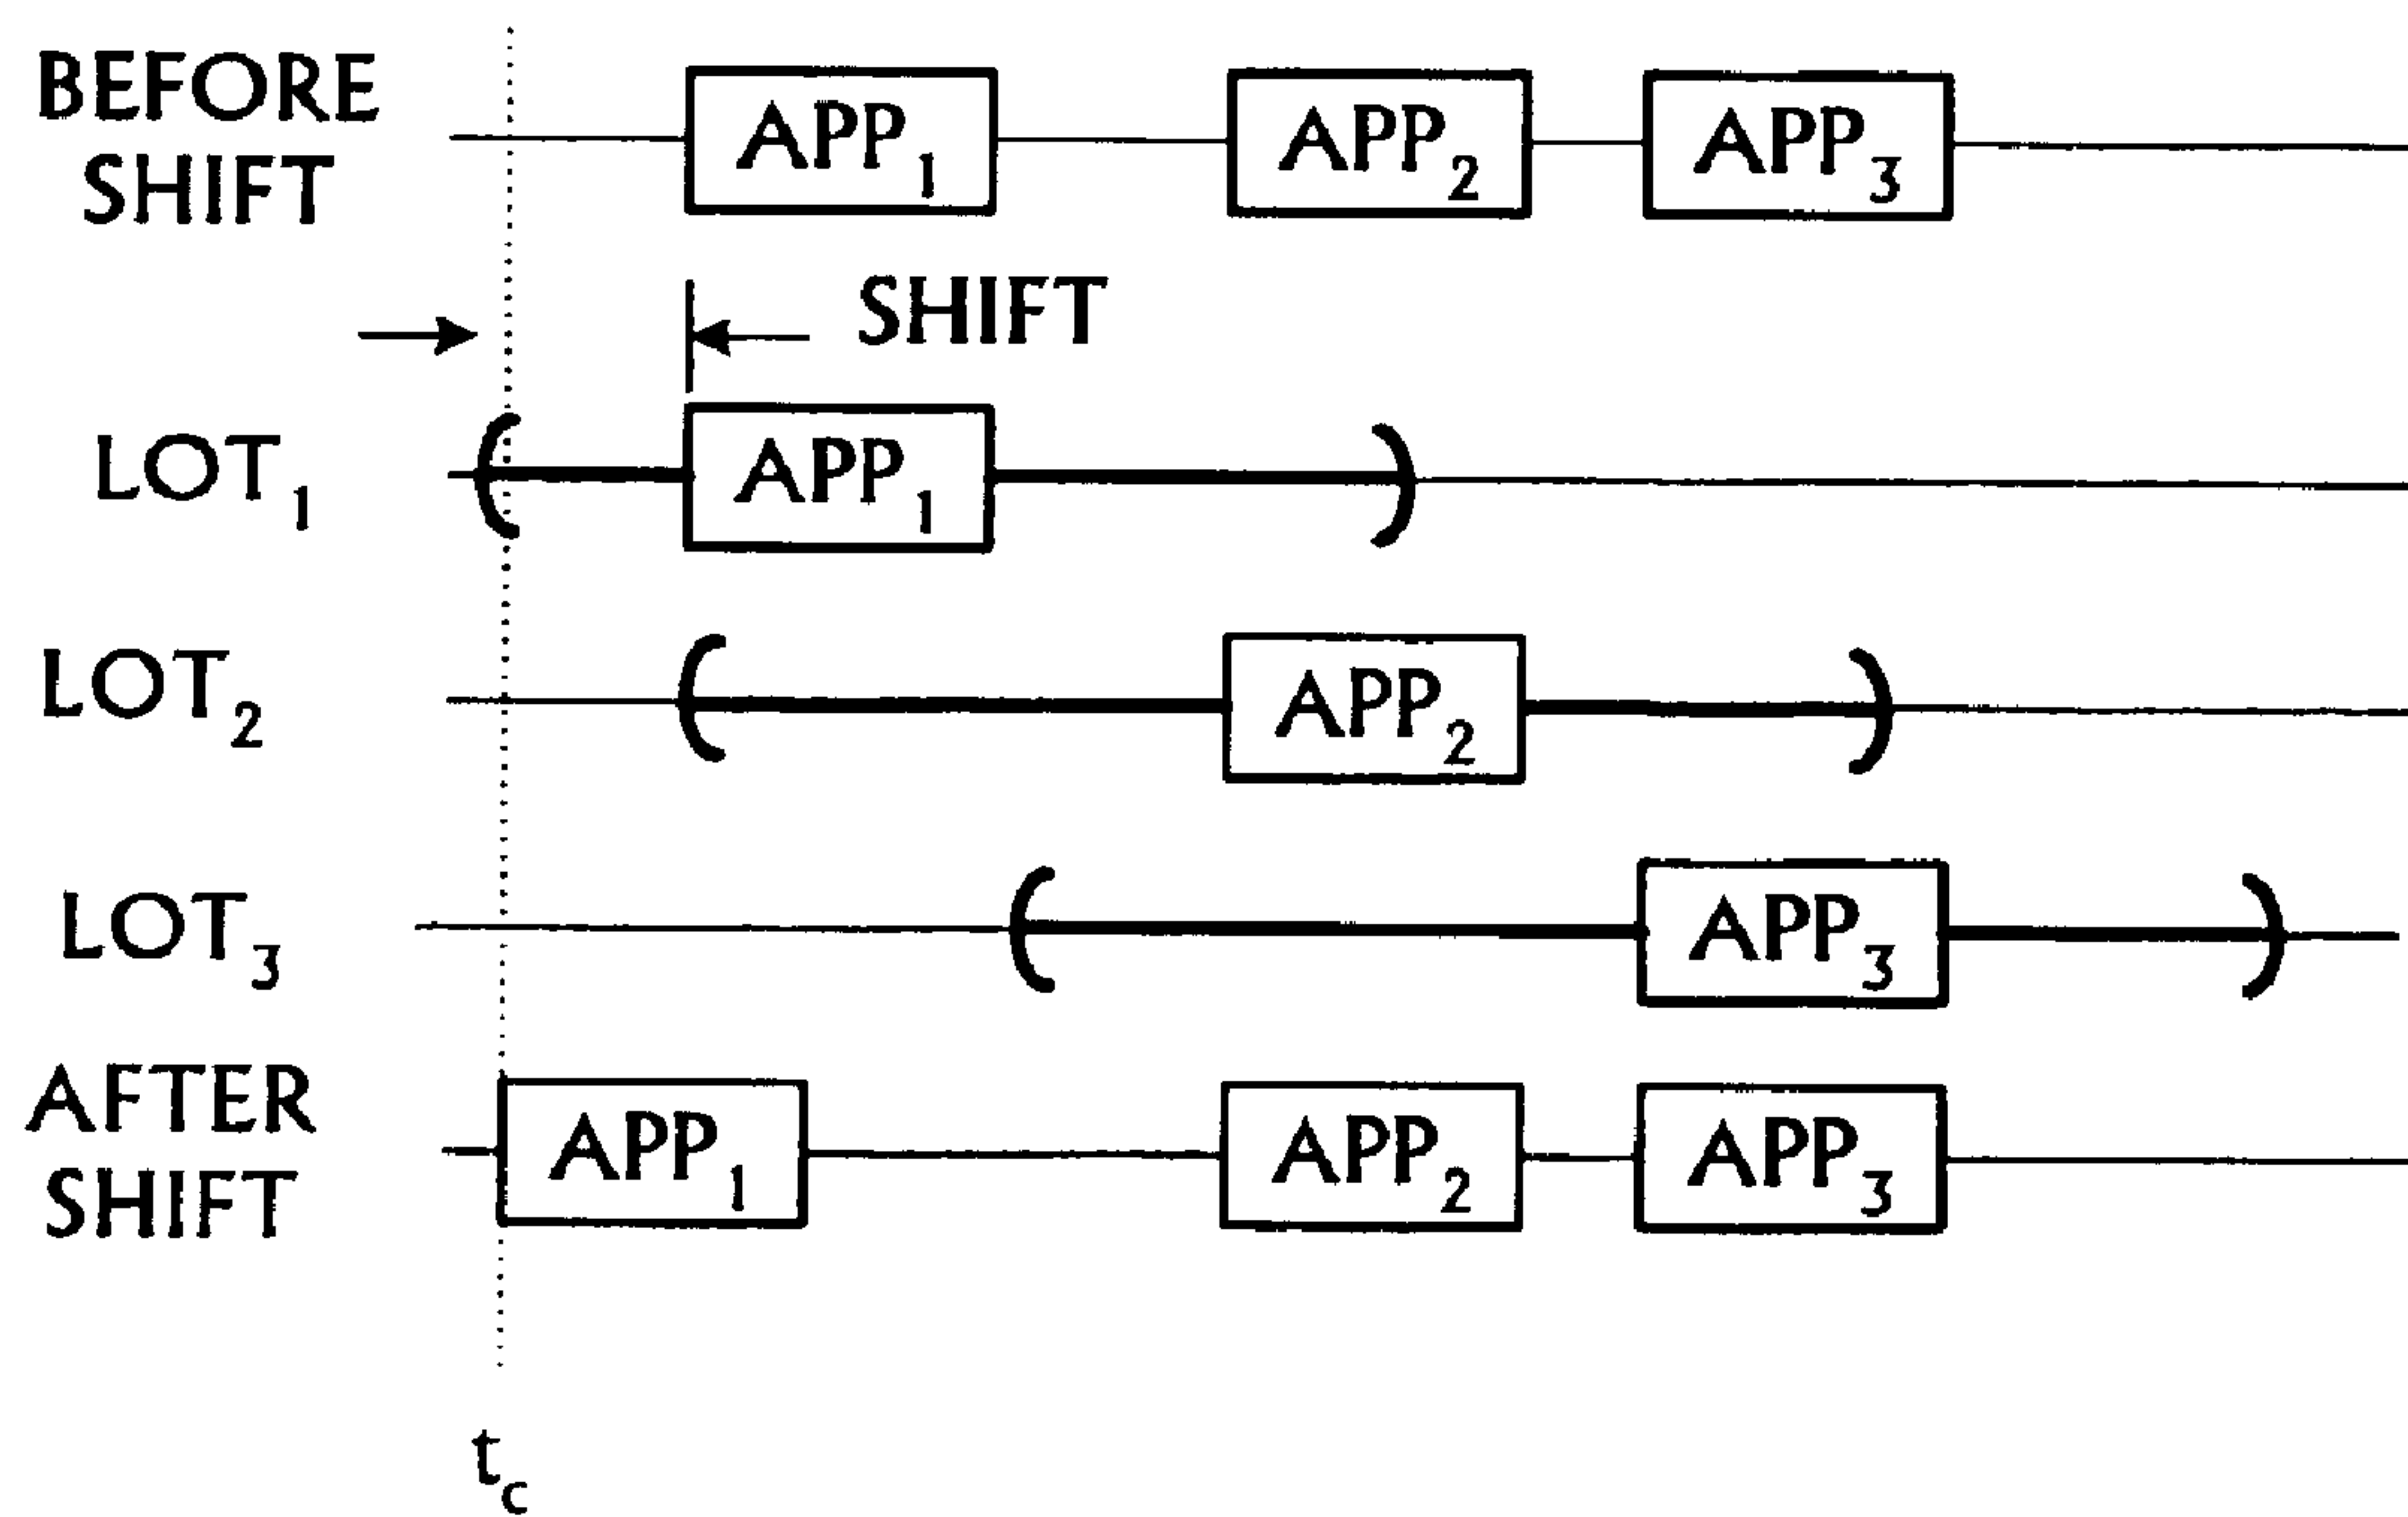 BEFORE
SHIFT
APP1
APP2
APP3
SHIFT
LOT1
APP1
LOT2
APP2
LOT3
APP3
AFTER
SHIFT
APP1
APP2
APP3
tc